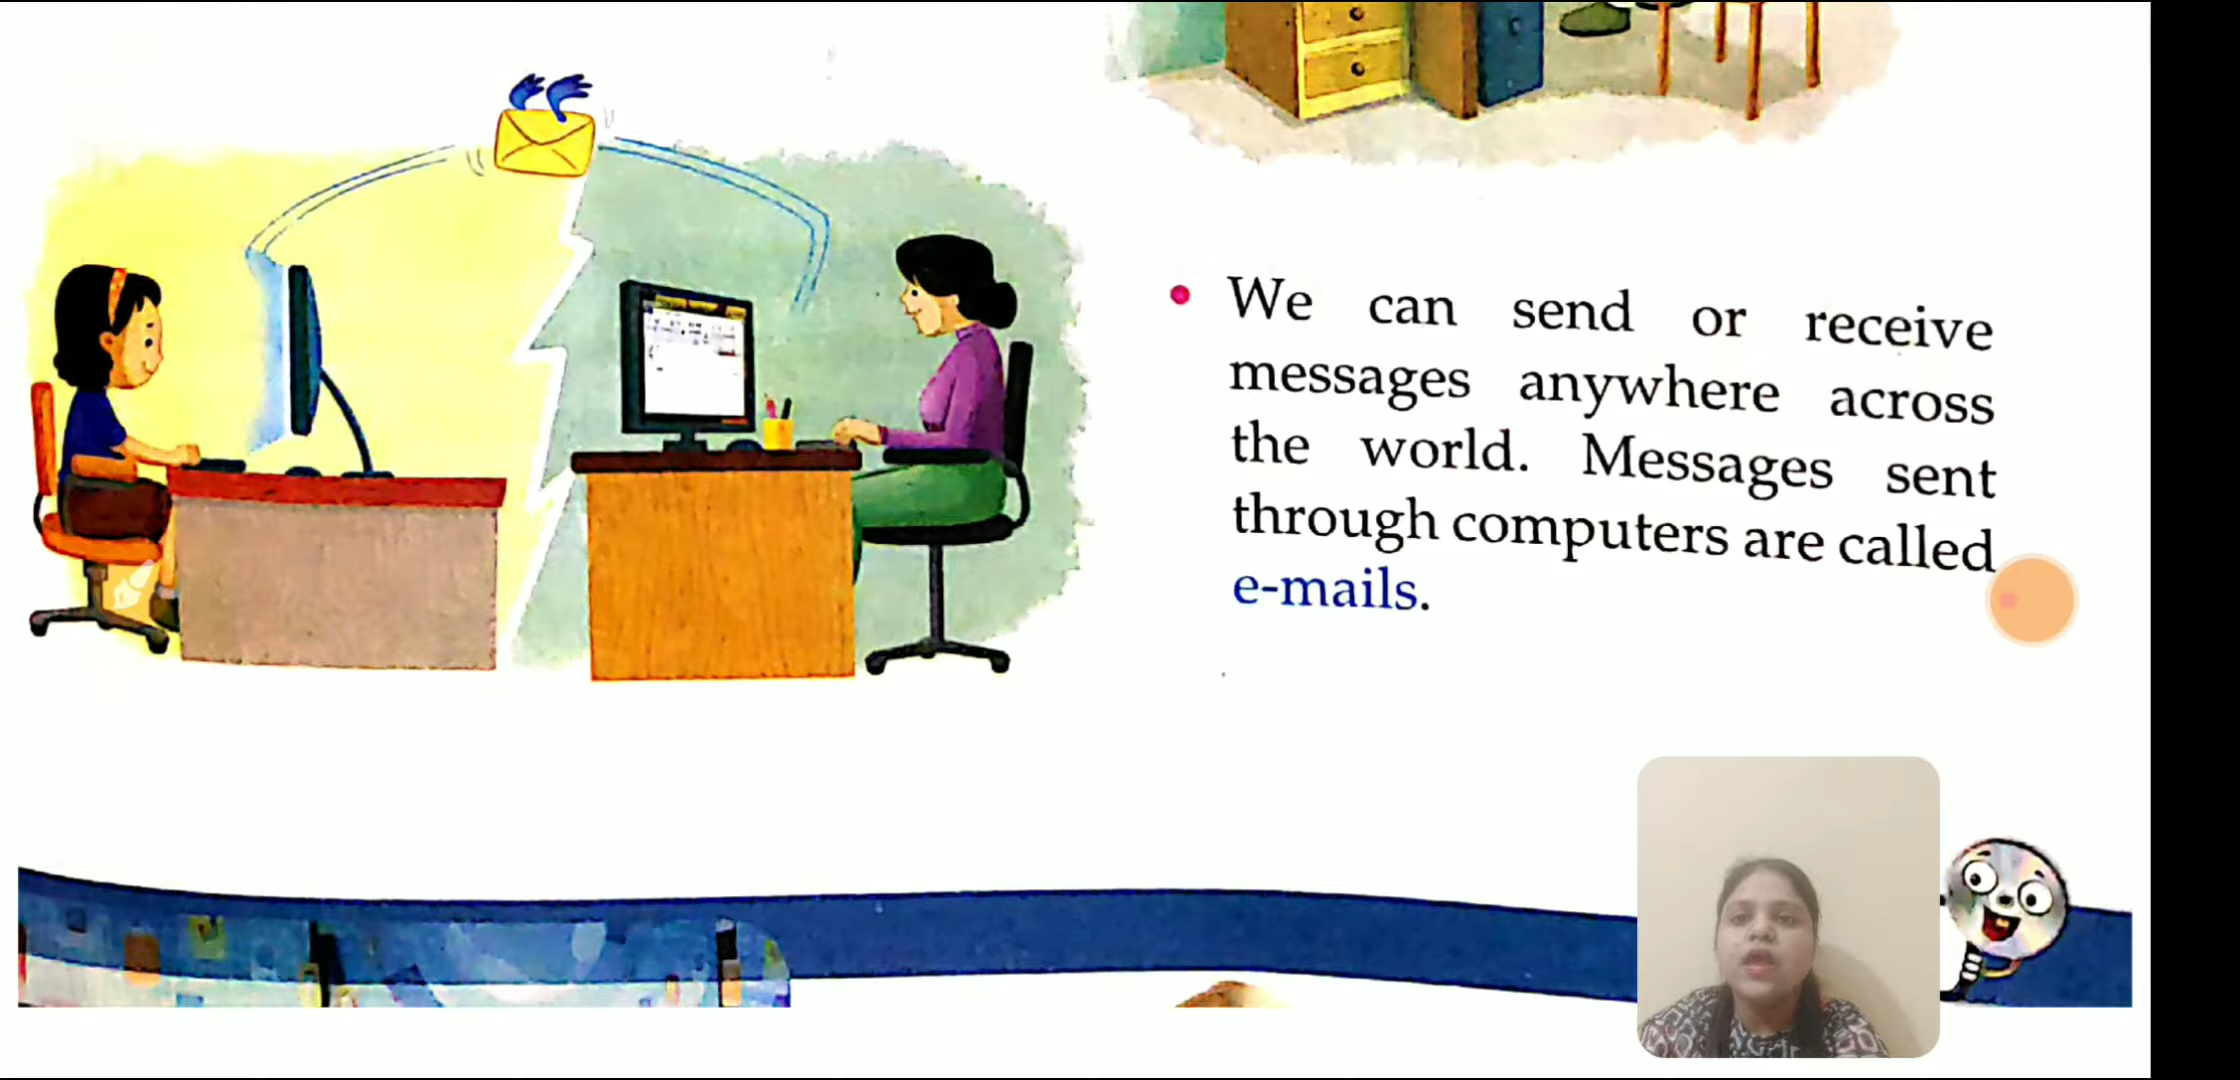 We can send or receive
messages anywhere across
the world. Messages sent
through computers are called
e-mails.